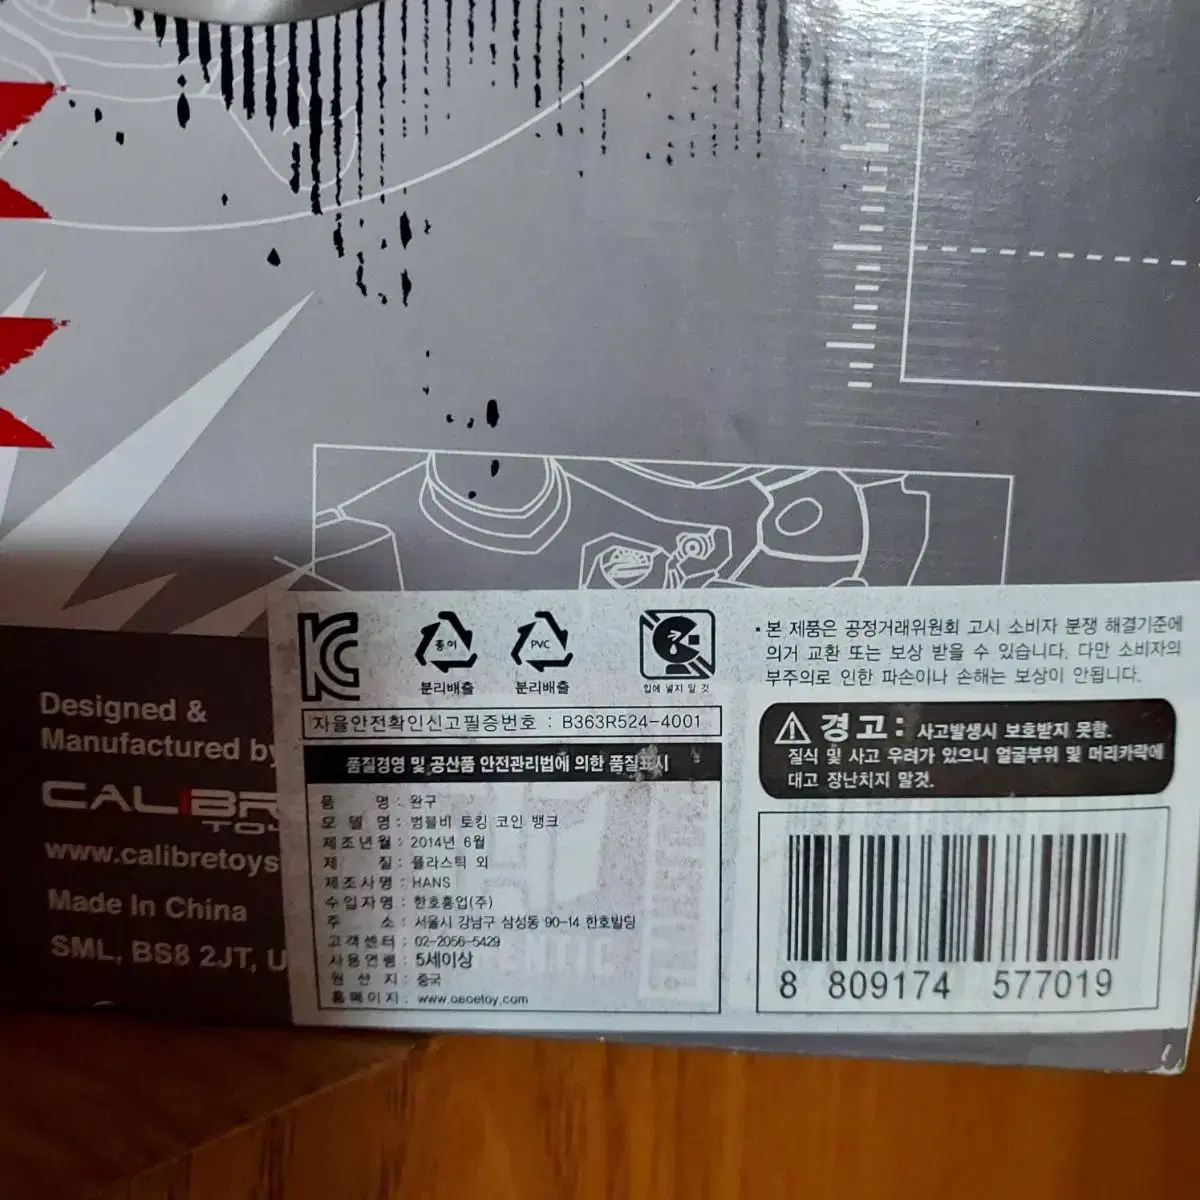 Designed &
Manufactured by
CALIBR
www.calibretoys
Made In China
SML, BS8 2JT, U
종이
분리배출
PVC
분리배출
입에 넣지 말 것
자율안전확인신고필증번호 : B363R524-4001
품질경영 및 공산품 안전관리법에 의한 품질표시
품 명 : 완구
모 델 명 : 범블비 토킹 코인 뱅크
제조년월 : 2014년 6월
재 질 : 플라스틱 외
제조사명 : HANS
수입자명 : 한호흥업(주)
주 소 : 서울시 강남구 삼성동 90-14 한호빌딩
고객센터 : 02-2056-5429
사용연령 : 5세이상
원 산 지 : 중국
홈페이지 : www.oeoetoy.com
· 본 제품은 공정거래위원회 고시 소비자 분쟁 해결기준에
의거 교환 또는 보상 받을 수 있습니다. 다만 소비자의
부주의로 인한 파손이나 손해는 보상이 안됩니다.
경고 : 사고발생시 보호받지 못함.
질식 및 사고 우려가 있으니 얼굴부위 및 머리카락에
대고 장난치지 말것.
8 809174 577019